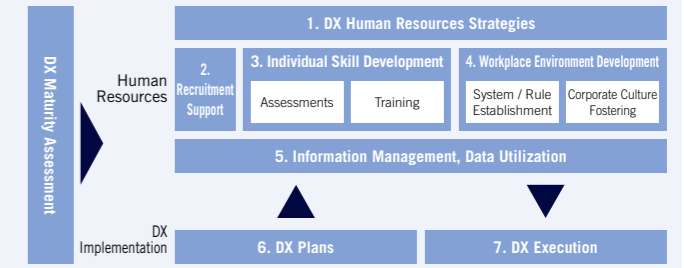 DX Maturity Assessment
1. DX Human Resources Strategies
Human
Resources
2.
Recruitment
Support
3. Individual Skill Development
Assessments
Training
4. Workplace Environment Development
System / Rule
Establishment
Corporate Culture
Fostering
5. Information Management, Data Utilization
DX
Implementation
6. DX Plans
7. DX Execution